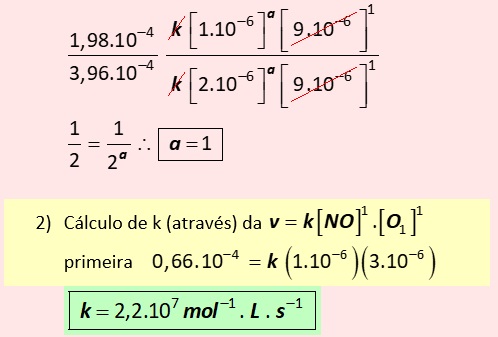 1,98.10⁻⁴ / 3,96.10⁻⁴  k[1.10⁻⁶]ᵃ[9.10⁻⁶]¹ / k[2.10⁻⁶]ᵃ[9.10⁻⁶]¹
1/2 = 1/2ᵃ ∴ a = 1
2) Cálculo de k (através) da v = k[NO]¹.[O₁]¹
primeira 0,66.10⁻⁴ = k (1.10⁻⁶)(3.10⁻⁶)
k = 2,2.10⁷ mol⁻¹ . L . s⁻¹